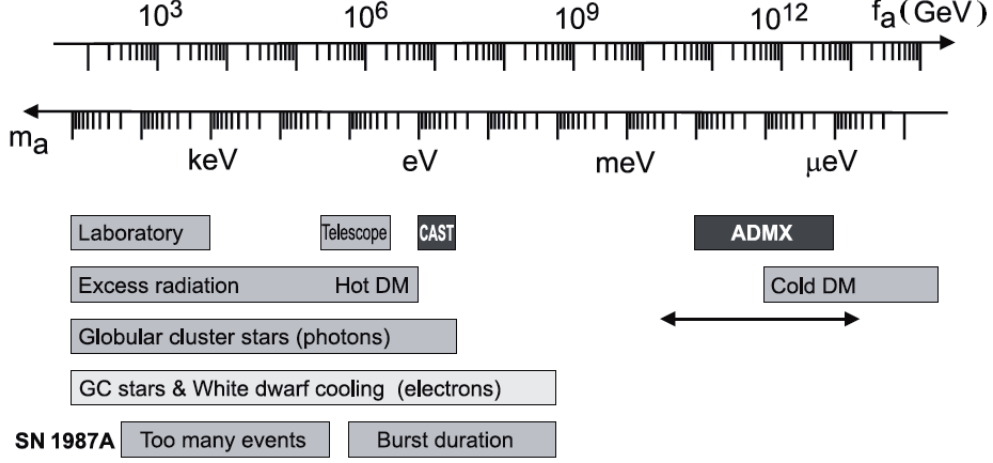 10³ 10⁶ 10⁹ 10¹² fa (GeV)
ma
keV eV meV µeV
Laboratory Telescope CAST ADMX
Excess radiation Hot DM Cold DM
Globular cluster stars (photons)
GC stars & White dwarf cooling (electrons)
SN 1987A Too many events Burst duration